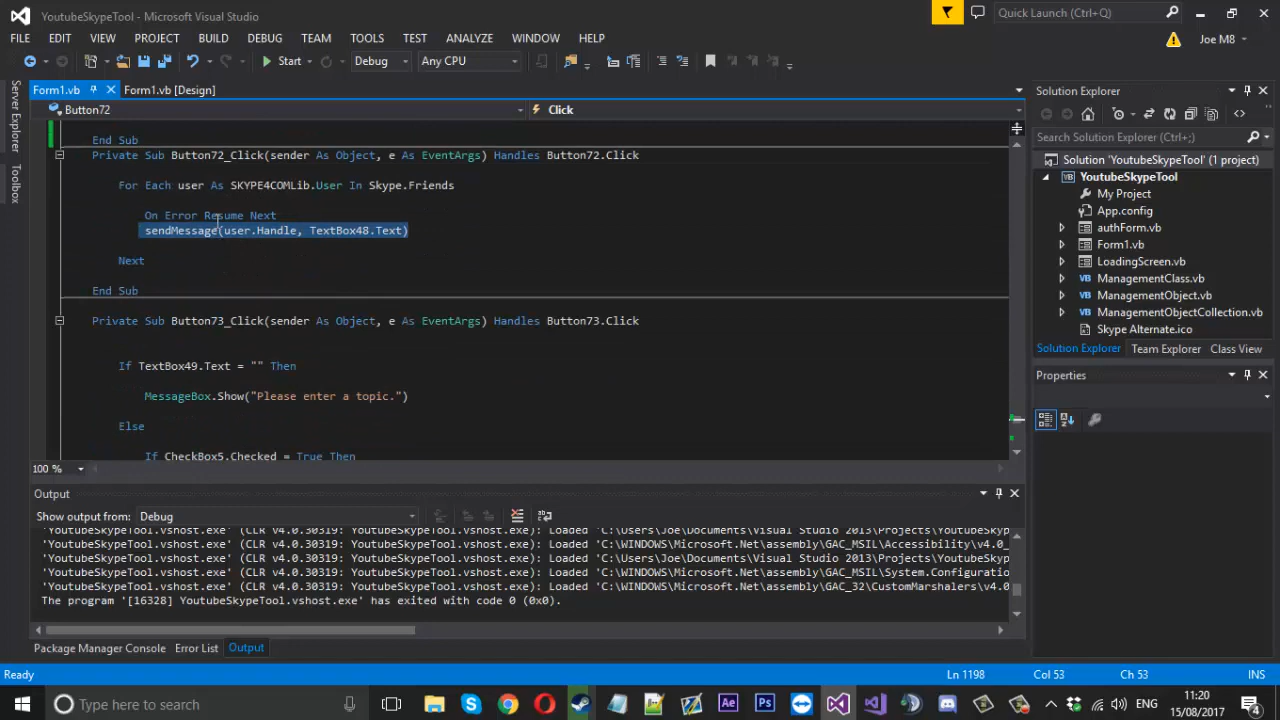 YoutubeSkypeTool - Microsoft Visual Studio
Quick Launch (Ctrl+Q)
FILE EDIT VIEW PROJECT BUILD DEBUG TEAM TOOLS TEST ANALYZE WINDOW HELP
Joe M8
Start Debug Any CPU
Server Explorer
Toolbox
Form1.vb Form1.vb [Design]
Button72 Click
End Sub
Private Sub Button72_Click(sender As Object, e As EventArgs) Handles Button72.Click
For Each user As SKYPE4COMLib.User In Skype.Friends
On Error Resume Next
sendMessage(user.Handle, TextBox48.Text)
Next
End Sub
Private Sub Button73_Click(sender As Object, e As EventArgs) Handles Button73.Click
If TextBox49.Text = "" Then
MessageBox.Show("Please enter a topic.")
Else
If CheckBox5.Checked = True Then
100 %
Solution Explorer
Search Solution Explorer (Ctrl+;)
Solution 'YoutubeSkypeTool' (1 project)
YoutubeSkypeTool
My Project
App.config
authForm.vb
Form1.vb
LoadingScreen.vb
VB ManagementClass.vb
VB ManagementObject.vb
VB ManagementObjectCollection.vb
Skype Alternate.ico
Solution Explorer Team Explorer Class View
Properties
Output
Show output from: Debug
'YoutubeSkypeTool.vshost.exe' (CLR v4.0.30319: YoutubeSkypeTool.vshost.exe): Loaded 'C:\Users\Joe\Documents\Visual Studio 2013\Projects\YoutubeSkyp
'YoutubeSkypeTool.vshost.exe' (CLR v4.0.30319: YoutubeSkypeTool.vshost.exe): Loaded 'C:\WINDOWS\Microsoft.Net\assembly\GAC_MSIL\Accessibility\v4.0_
'YoutubeSkypeTool.vshost.exe' (CLR v4.0.30319: YoutubeSkypeTool.vshost.exe): Loaded 'C:\Users\Joe\Documents\Visual Studio 2013\Projects\YoutubeSkyp
'YoutubeSkypeTool.vshost.exe' (CLR v4.0.30319: YoutubeSkypeTool.vshost.exe): Loaded 'C:\WINDOWS\Microsoft.Net\assembly\GAC_MSIL\System.Configuratio
'YoutubeSkypeTool.vshost.exe' (CLR v4.0.30319: YoutubeSkypeTool.vshost.exe): Loaded 'C:\WINDOWS\Microsoft.Net\assembly\GAC_32\CustomMarshalers\v4.0
The program '[16328] YoutubeSkypeTool.vshost.exe' has exited with code 0 (0x0).
Package Manager Console Error List Output
Ready Ln 1198 Col 53 Ch 53 INS
Type here to search
Ae Ps
ENG
11:20
15/08/2017
4